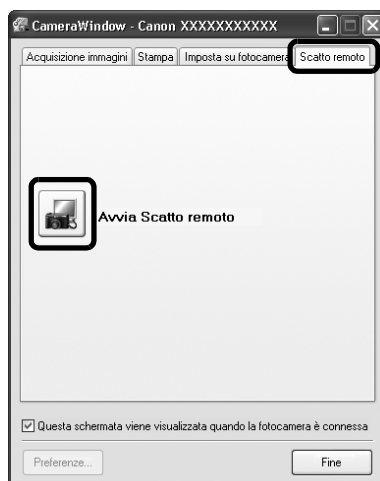 CameraWindow - Canon XXXXXXXXXXX
Acquisizione immagini Stampa Imposta su fotocamera Scatto remoto
Avvia Scatto remoto
Questa schermata viene visualizzata quando la fotocamera è connessa
Preferenze... Fine